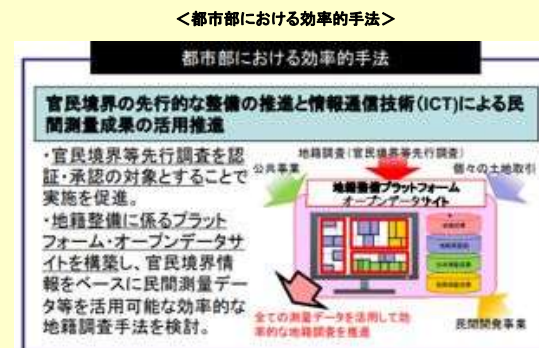 ＜都市部における効率的手法＞
都市部における効率的手法
官民境界の先行的な整備の推進と情報通信技術(ICT)による民
間測量成果の活用推進
・官民境界等先行調査を認
証・承認の対象とすることで
実施を促進。
・地籍整備に係るプラット
フォーム・オープンデータサ
イトを構築し、官民境界情
報をベースに民間測量デー
タ等を活用可能な効率的な
地籍調査手法を検討。
地籍調査(官民境界等先行調査)
公共事業
個々の土地取引
地籍整備プラットフォーム
オープンデータサイト
全ての測量データを活用して効
率的な地籍調査を推進
民間開発事業